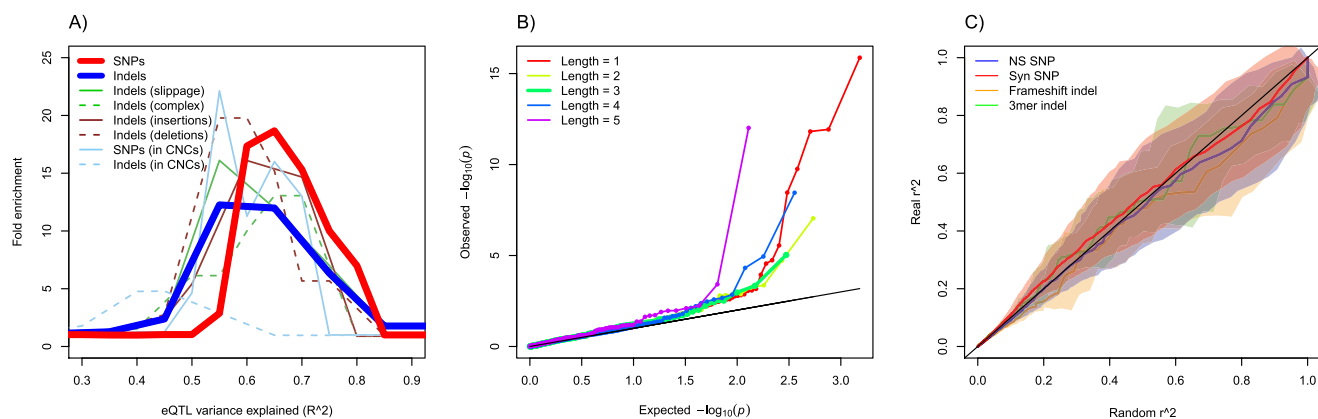 A)
Fold enrichment
25
20
15
10
5
0
SNPs
Indels
Indels (slippage)
Indels (complex)
Indels (insertions)
Indels (deletions)
SNPs (in CNCs)
Indels (in CNCs)
0.3 0.4 0.5 0.6 0.7 0.8 0.9
eQTL variance explained (R^2)
B)
Observed −log10(p)
15
10
5
0
Length = 1
Length = 2
Length = 3
Length = 4
Length = 5
0.0 0.5 1.0 1.5 2.0 2.5 3.0
Expected −log10(p)
C)
Real r^2
1.0
0.8
0.6
0.4
0.2
0.0
NS SNP
Syn SNP
Frameshift indel
3mer indel
0.0 0.2 0.4 0.6 0.8 1.0
Random r^2